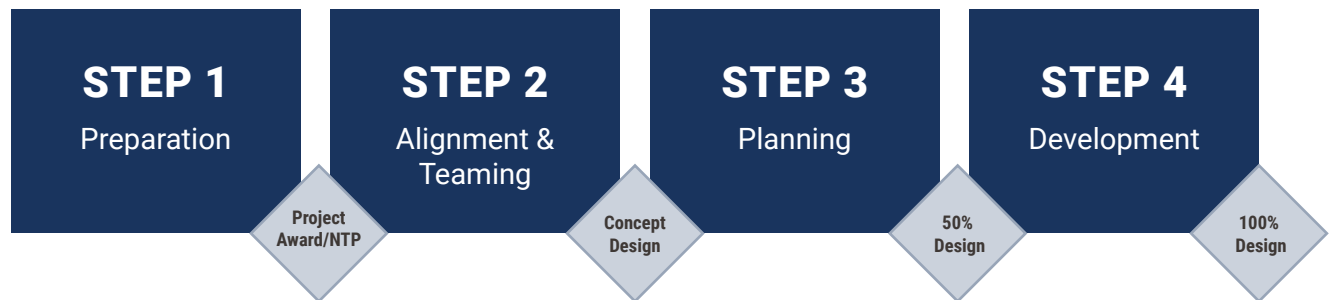 STEP 1
Preparation
Project
Award/NTP
STEP 2
Alignment &
Teaming
Concept
Design
STEP 3
Planning
50%
Design
STEP 4
Development
100%
Design